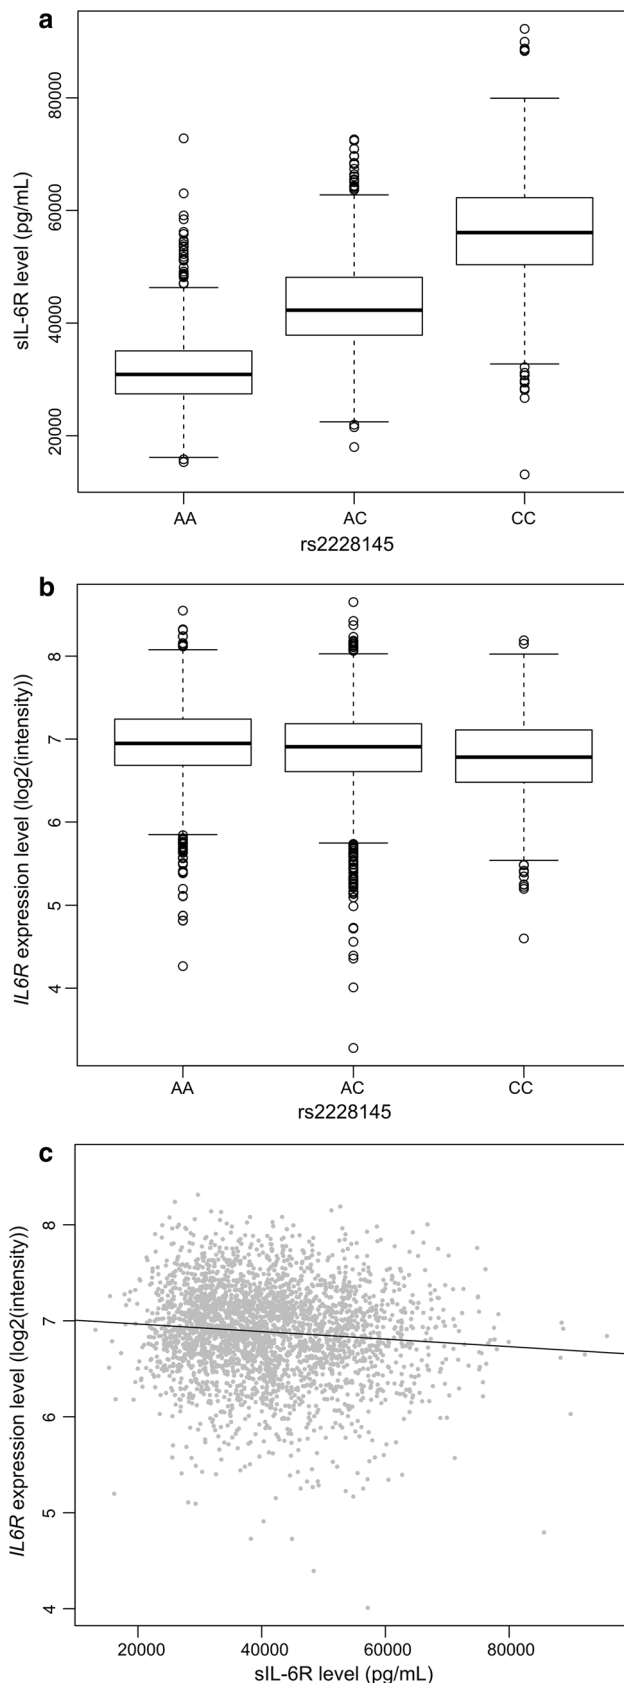 a
sIL-6R level (pg/mL)
80000
60000
40000
20000
AA AC CC
rs2228145
b
IL6R expression level (log2(intensity))
8
7
6
5
4
AA AC CC
rs2228145
c
IL6R expression level (log2(intensity))
8
7
6
5
4
20000 40000 60000 80000
sIL-6R level (pg/mL)